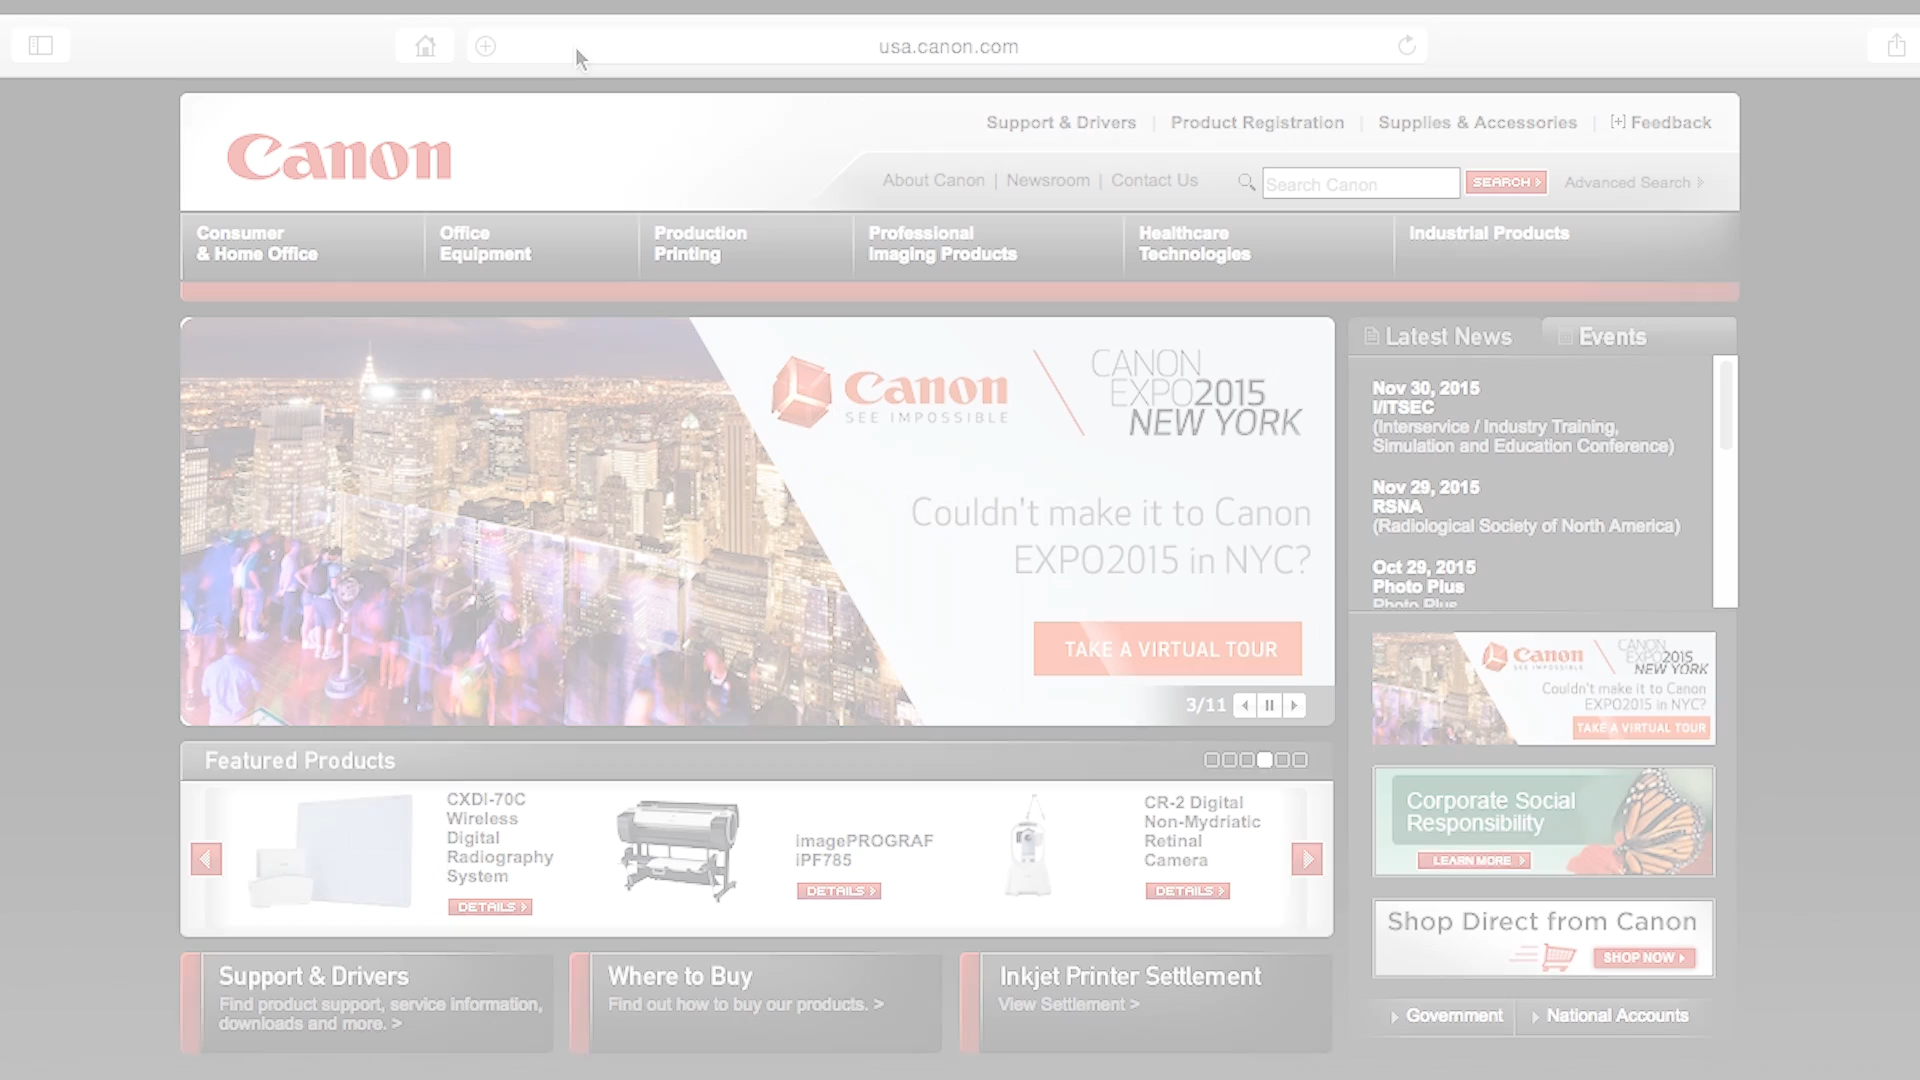 usa.canon.com
Canon
Support & Drivers | Product Registration | Supplies & Accessories | [+] Feedback
About Canon | Newsroom | Contact Us
Search Canon
SEARCH
Advanced Search
Consumer
& Home Office
Office
Equipment
Production
Printing
Professional
Imaging Products
Healthcare
Technologies
Industrial Products
Canon
SEE IMPOSSIBLE
CANON
EXPO2015
NEW YORK
Couldn't make it to Canon
EXPO2015 in NYC?
TAKE A VIRTUAL TOUR
3/11
Latest News
Events
Nov 30, 2015
I/ITSEC
(Interservice / Industry Training,
Simulation and Education Conference)
Nov 29, 2015
RSNA
(Radiological Society of North America)
Oct 29, 2015
Photo Plus
Photo Plus
Canon
SEE IMPOSSIBLE
CANON
EXPO2015
NEW YORK
Couldn't make it to Canon
EXPO2015 in NYC?
TAKE A VIRTUAL TOUR
Corporate Social
Responsibility
LEARN MORE
Shop Direct from Canon
SHOP NOW
Government
National Accounts
Featured Products
CXDI-70C
Wireless
Digital
Radiography
System
DETAILS
imagePROGRAF
iPF785
DETAILS
CR-2 Digital
Non-Mydriatic
Retinal
Camera
DETAILS
Support & Drivers
Find product support, service information,
downloads and more. >
Where to Buy
Find out how to buy our products. >
Inkjet Printer Settlement
View Settlement >